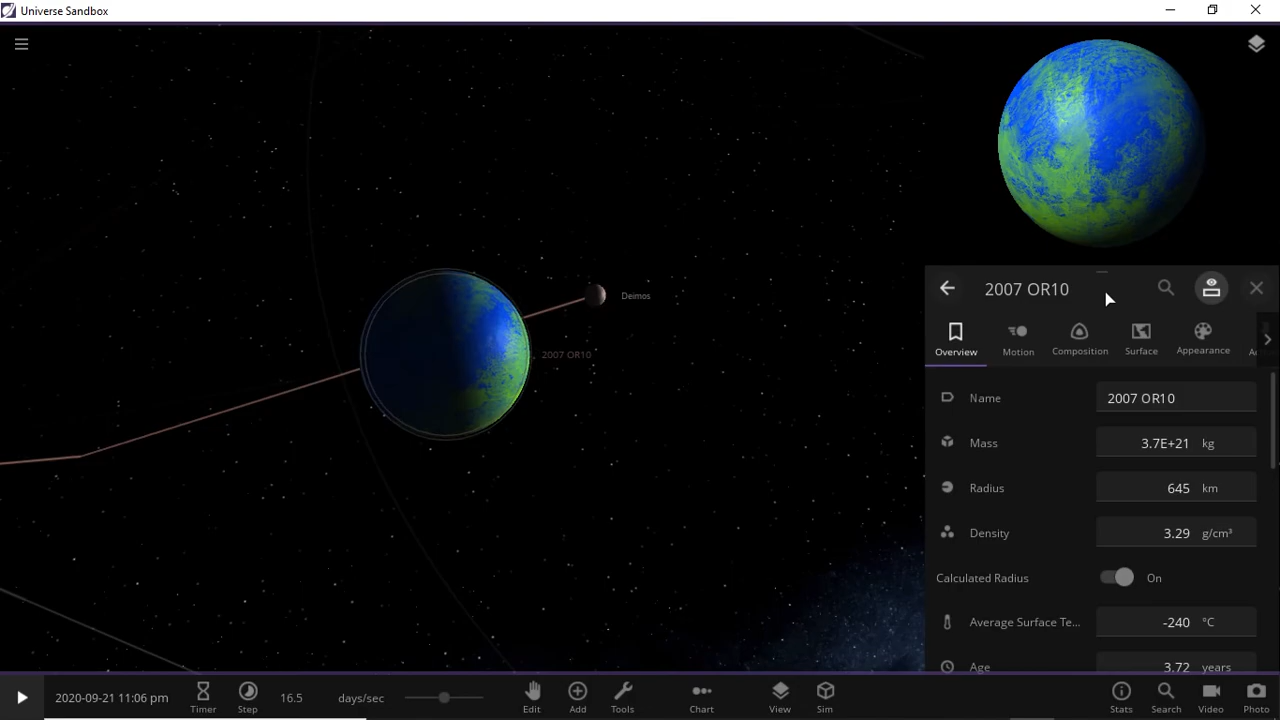 Universe Sandbox
Deimos
2007 OR10
2007 OR10
Overview
Motion
Composition
Surface
Appearance
Name
2007 OR10
Mass
3.7E+21 kg
Radius
645 km
Density
3.29 g/cm³
Calculated Radius
On
Average Surface Te...
-240 °C
Age
3.72 years
2020-09-21 11:06 pm
Timer
Step
16.5 days/sec
Edit
Add
Tools
Chart
View
Sim
Stats
Search
Video
Photo